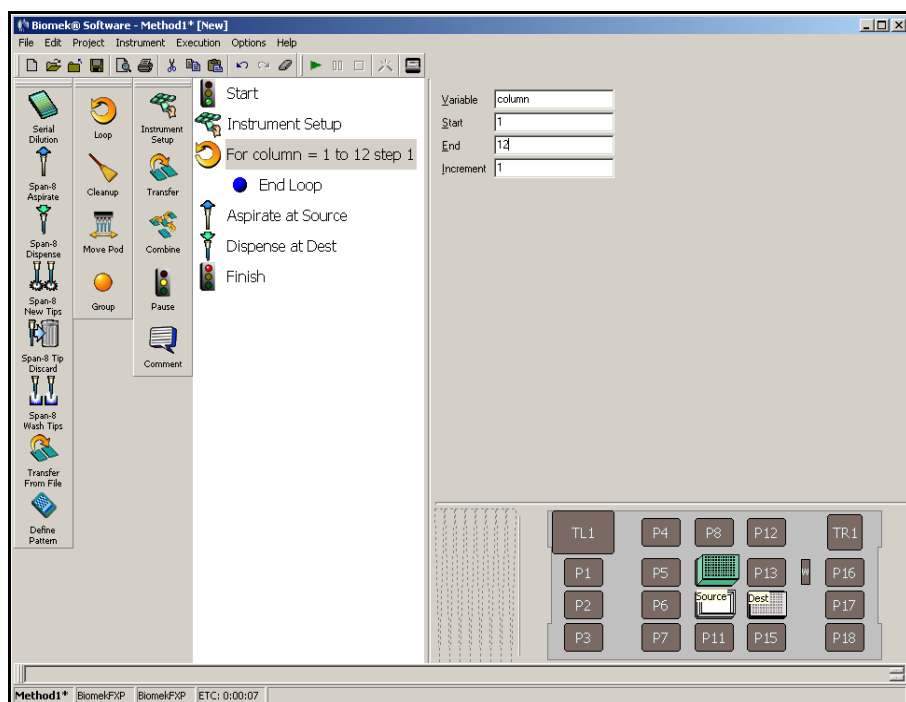 Biomek® Software - Method1* [New]
File Edit Project Instrument Execution Options Help
Serial
Dilution
Span-8
Aspirate
Span-8
Dispense
Span-8
New Tips
Span-8 Tip
Discard
Span-8
Wash Tips
Transfer
From File
Define
Pattern
Loop
Cleanup
Move Pod
Group
Instrument
Setup
Transfer
Combine
Pause
Comment
Start
Instrument Setup
For column = 1 to 12 step 1
End Loop
Aspirate at Source
Dispense at Dest
Finish
Variable column
Start 1
End 12
Increment 1
TL1 P4 P8 P12 TR1
P1 P5 P13 W P16
P2 P6 Source Dest P17
P3 P7 P11 P15 P18
Method1* BiomekFXP BiomekFXP ETC: 0:00:07